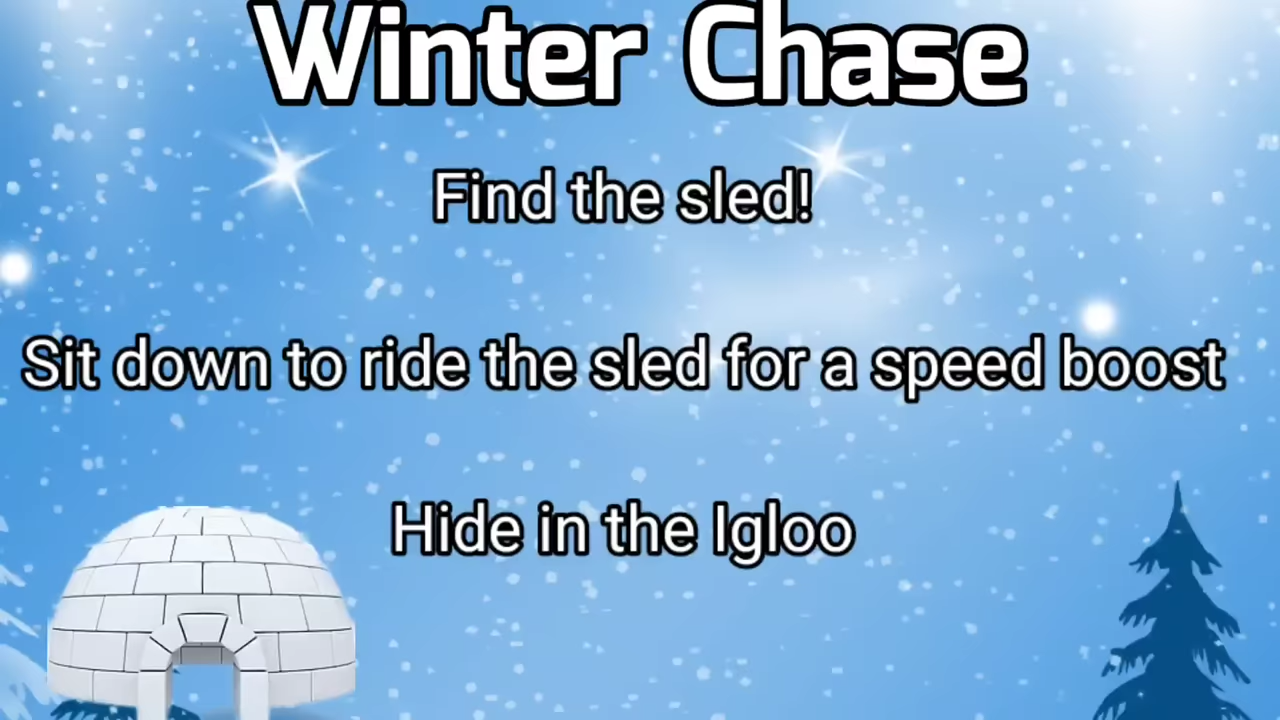 Winter Chase
Find the sled!
Sit down to ride the sled for a speed boost
Hide in the Igloo